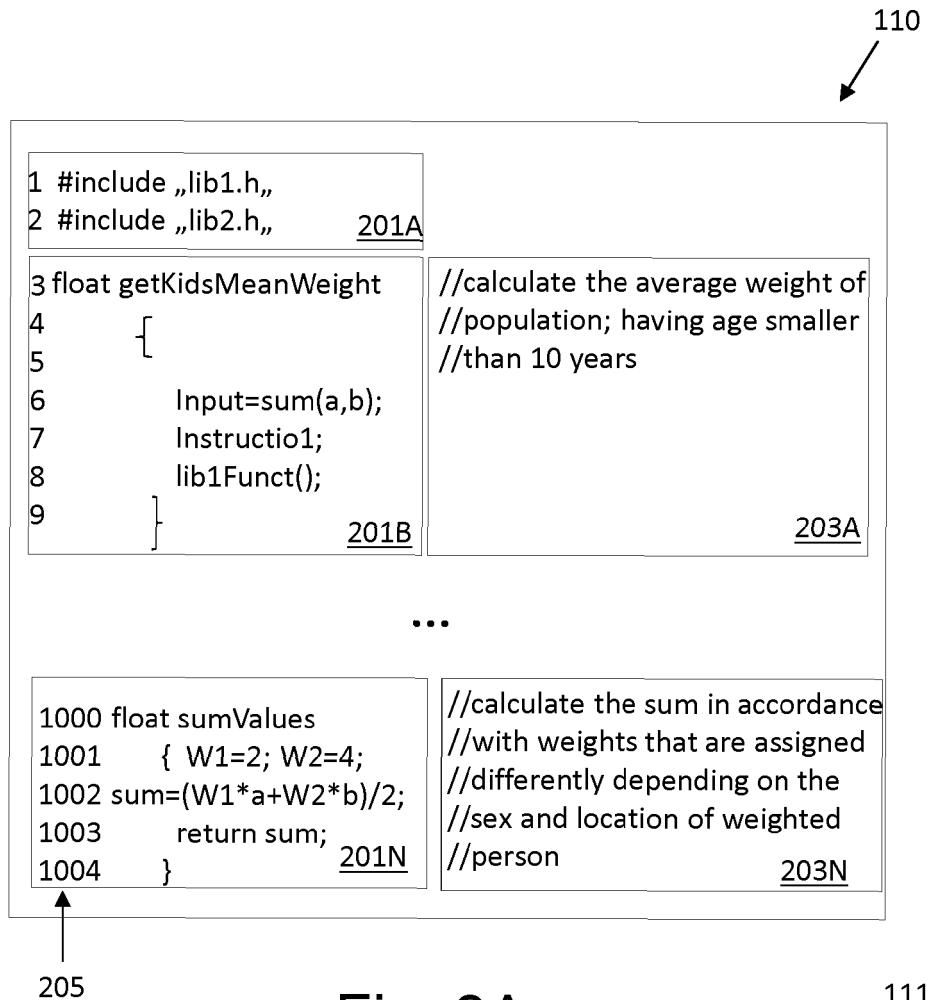 110
1 #include „lib1.h„
2 #include „lib2.h„
201A
3 float getKidsMeanWeight
4 {
5
6 Input=sum(a,b);
7 Instructio1;
8 lib1Funct();
9 }
201B
//calculate the average weight of
//population; having age smaller
//than 10 years
203A
...
1000 float sumValues
1001 { W1=2; W2=4;
1002 sum=(W1*a+W2*b)/2;
1003 return sum;
1004 }
201N
//calculate the sum in accordance
//with weights that are assigned
//differently depending on the
//sex and location of weighted
//person
203N
205
111